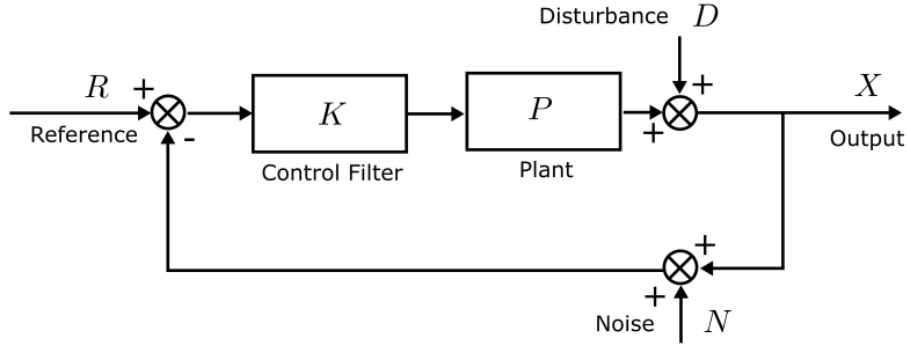 Disturbance D
R +
+
X
K
P
Reference
-
+
Output
Control Filter
Plant
+
+
Noise N